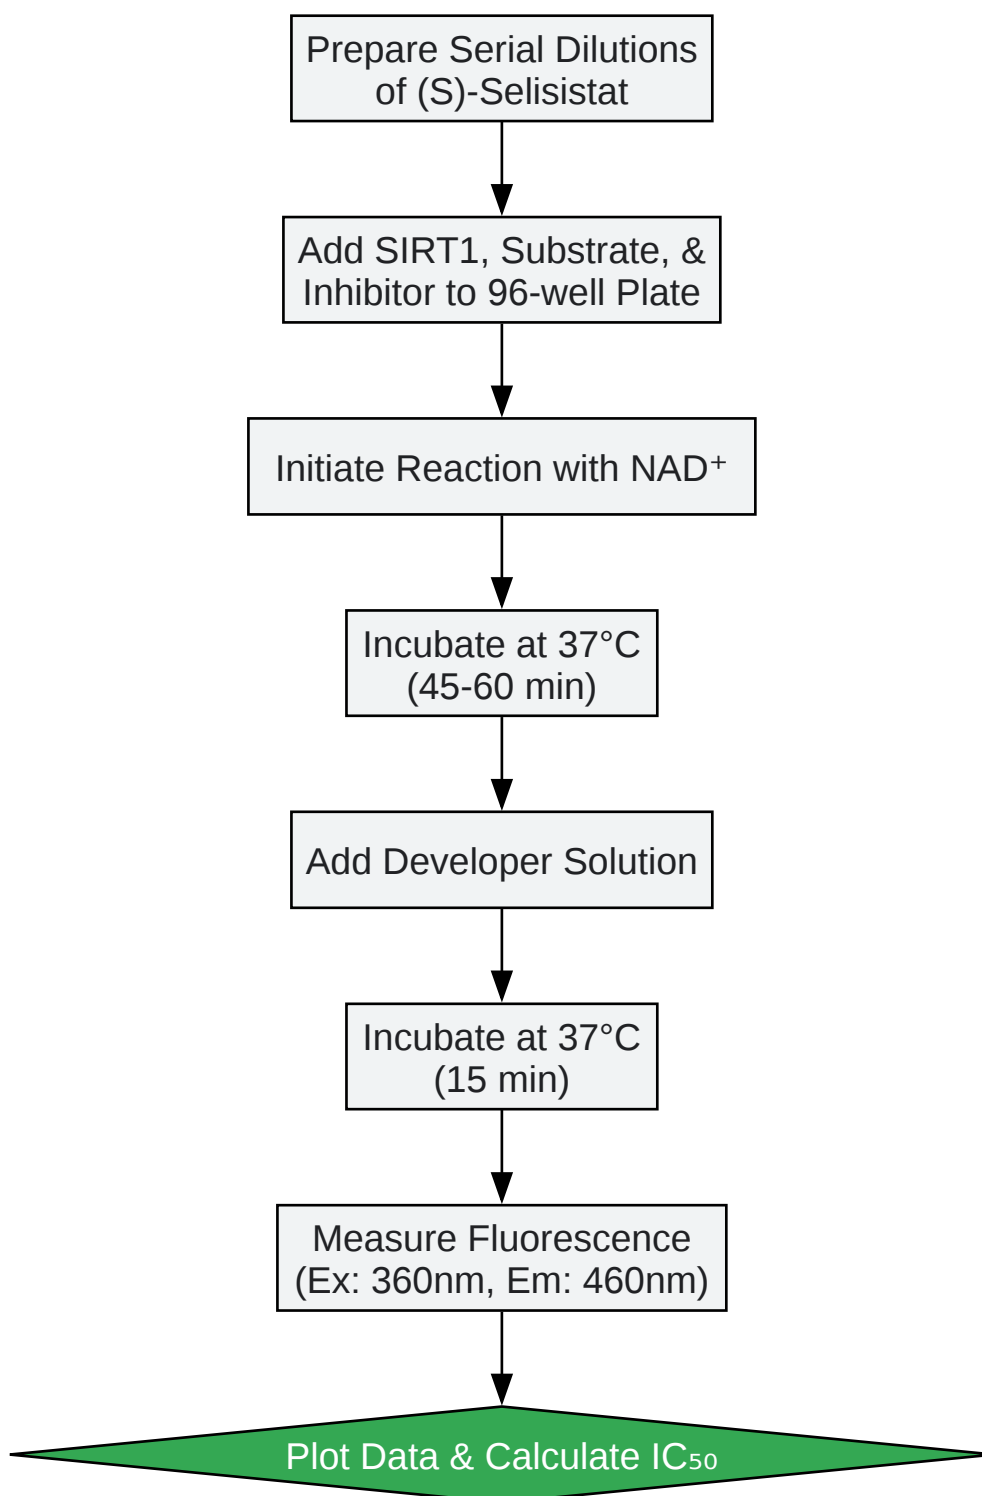 Prepare Serial Dilutions
of (S)-Selisistat
Add SIRT1, Substrate, &
Inhibitor to 96-well Plate
Initiate Reaction with NAD⁺
Incubate at 37°C
(45-60 min)
Add Developer Solution
Incubate at 37°C
(15 min)
Measure Fluorescence
(Ex: 360nm, Em: 460nm)
Plot Data & Calculate IC₅₀